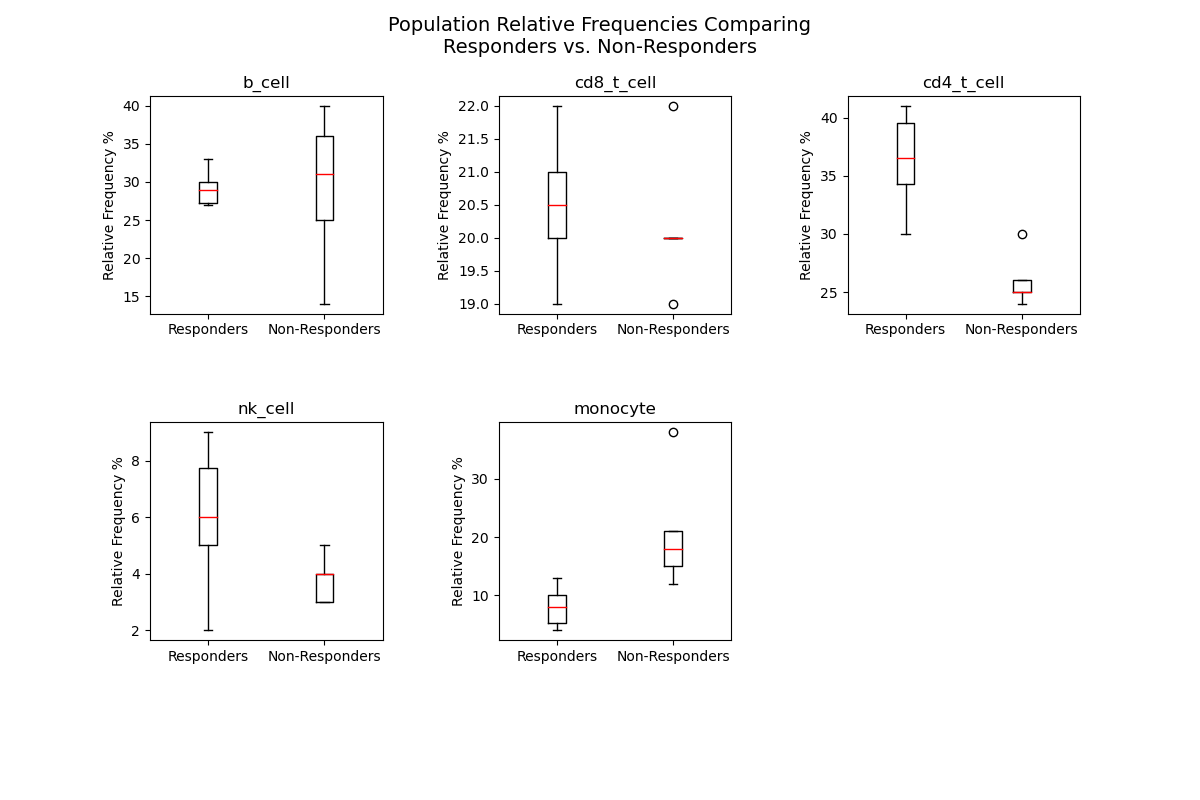 Population Relative Frequencies Comparing
Responders vs. Non-Responders
b_cell
Relative Frequency %
40
35
30
25
20
15
Responders
Non-Responders
cd8_t_cell
Relative Frequency %
22.0
21.5
21.0
20.5
20.0
19.5
19.0
Responders
Non-Responders
cd4_t_cell
Relative Frequency %
40
35
30
25
Responders
Non-Responders
nk_cell
Relative Frequency %
8
6
4
2
Responders
Non-Responders
monocyte
Relative Frequency %
30
20
10
Responders
Non-Responders